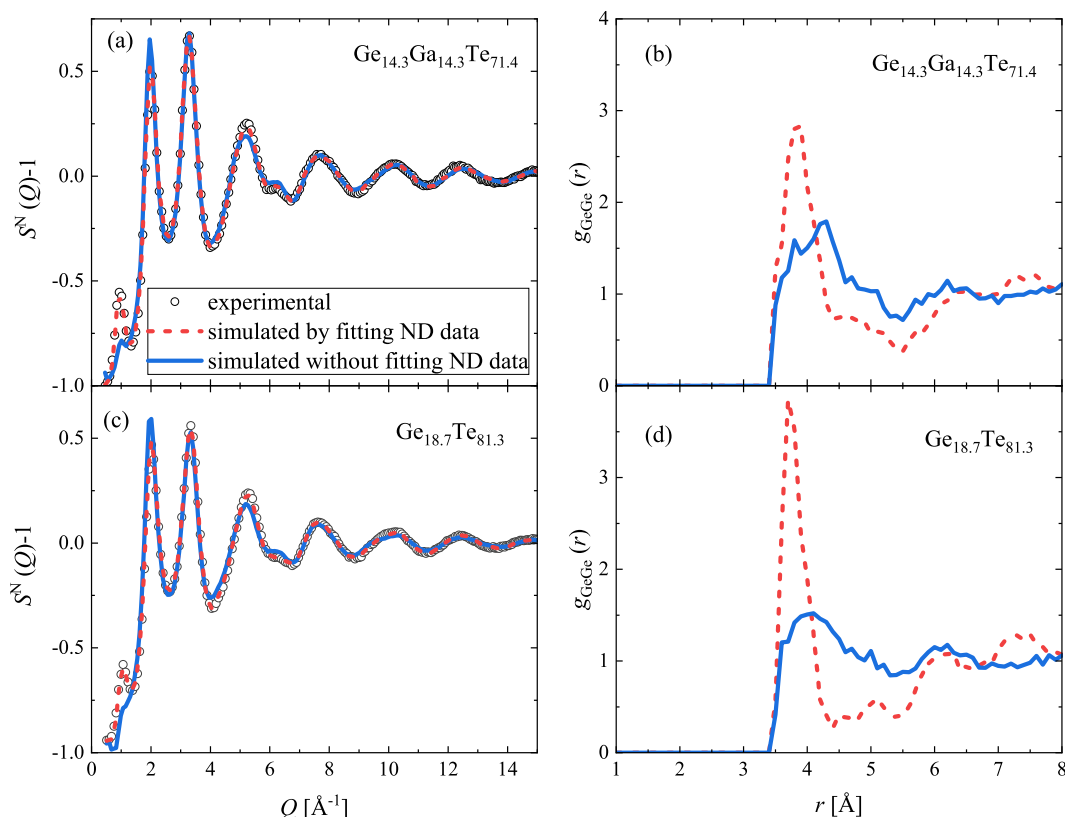 (a)
Ge14.3Ga14.3Te71.4
0.5
0.0
-0.5
-1.0
S^N (Q)-1
experimental
simulated by fitting ND data
simulated without fitting ND data
(b)
Ge14.3Ga14.3Te71.4
4
3
2
1
0
gGeGe (r)
(c)
Ge18.7Te81.3
0.5
0.0
-0.5
-1.0
S^N (Q)-1
0 2 4 6 8 10 12 14
Q [Å^-1]
(d)
Ge18.7Te81.3
3
2
1
0
gGeGe (r)
1 2 3 4 5 6 7 8
r [Å]